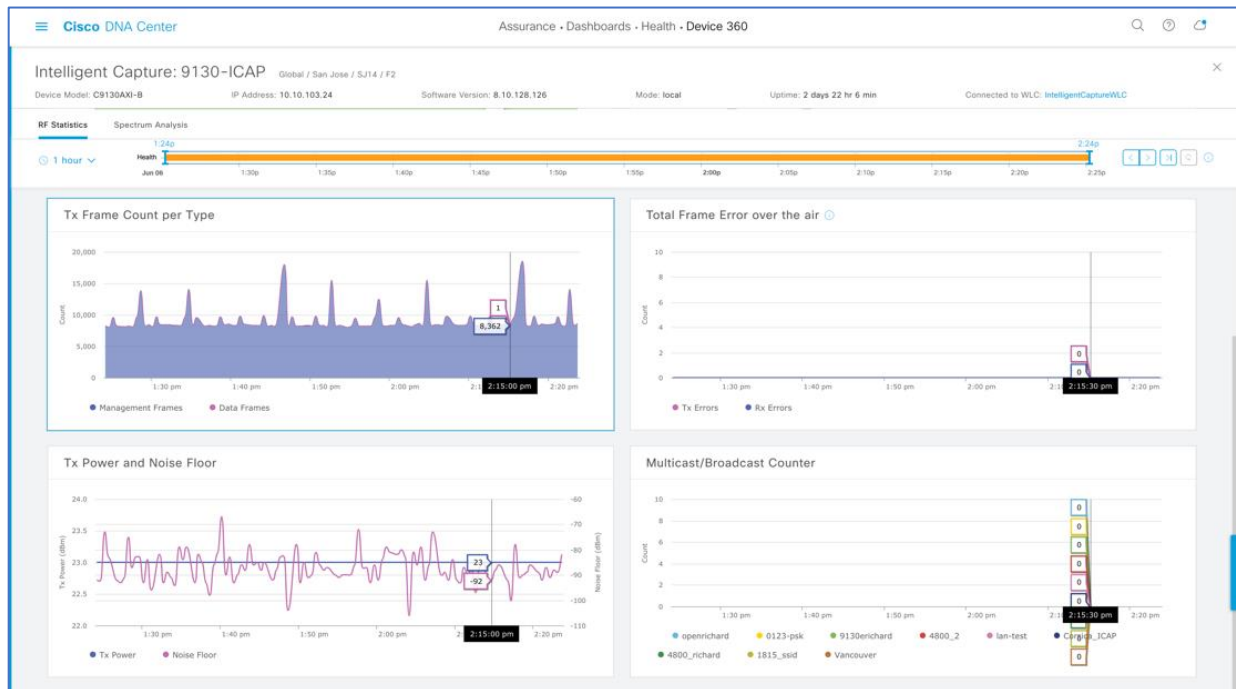 Cisco DNA Center
Assurance • Dashboards • Health • Device 360
Intelligent Capture: 9130-ICAP Global / San Jose / SJ14 / F2
Device Model: C9130AXI-B IP Address: 10.10.103.24 Software Version: 8.10.128.126 Mode: local Uptime: 2 days 22 hr 6 min Connected to WLC: IntelligentCaptureWLC
RF Statistics Spectrum Analysis
1:24p 2:24p
1 hour Health
Jun 06 1:30p 1:35p 1:40p 1:45p 1:50p 1:55p 2:00p 2:05p 2:10p 2:15p 2:20p 2:25p
Tx Frame Count per Type
20,000
15,000
10,000
5,000
0
Count
1
8,362
1:30 pm 1:40 pm 1:50 pm 2:00 pm 2:15:00 pm 2:20 pm
Management Frames Data Frames
Total Frame Error over the air
10
8
6
4
2
0
Count
0
0
1:30 pm 1:40 pm 1:50 pm 2:00 pm 2:15:30 pm 2:20 pm
Tx Errors Rx Errors
Tx Power and Noise Floor
24.0 -60
23.5 -70
-80
23.0
-90
22.5
-100
22.0 -110
Tx Power (dBm)
Noise Floor (dBm)
23
-92
1:30 pm 1:40 pm 1:50 pm 2:00 pm 2:15:00 pm 2:20 pm
Tx Power Noise Floor
Multicast/Broadcast Counter
10
8
6
4
2
0
Count
0
0
0
0
0
0
1:30 pm 1:40 pm 1:50 pm 2:00 pm 2:15:30 pm 2:20 pm
openrichard 0123-psk 9130erichard 4800_2 lan-test
4800_richard 1815_ssid Vancouver
0
0